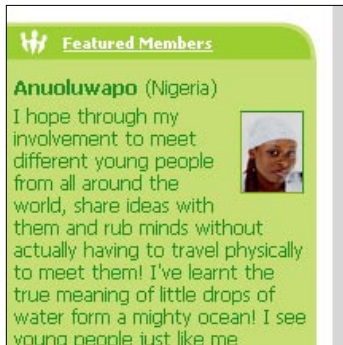 Featured Members
Anuoluwapo (Nigeria)
I hope through my
involvement to meet
different young people
from all around the
world, share ideas with
them and rub minds without
actually having to travel physically
to meet them! I've learnt the
true meaning of little drops of
water form a mighty ocean! I see
young people just like me